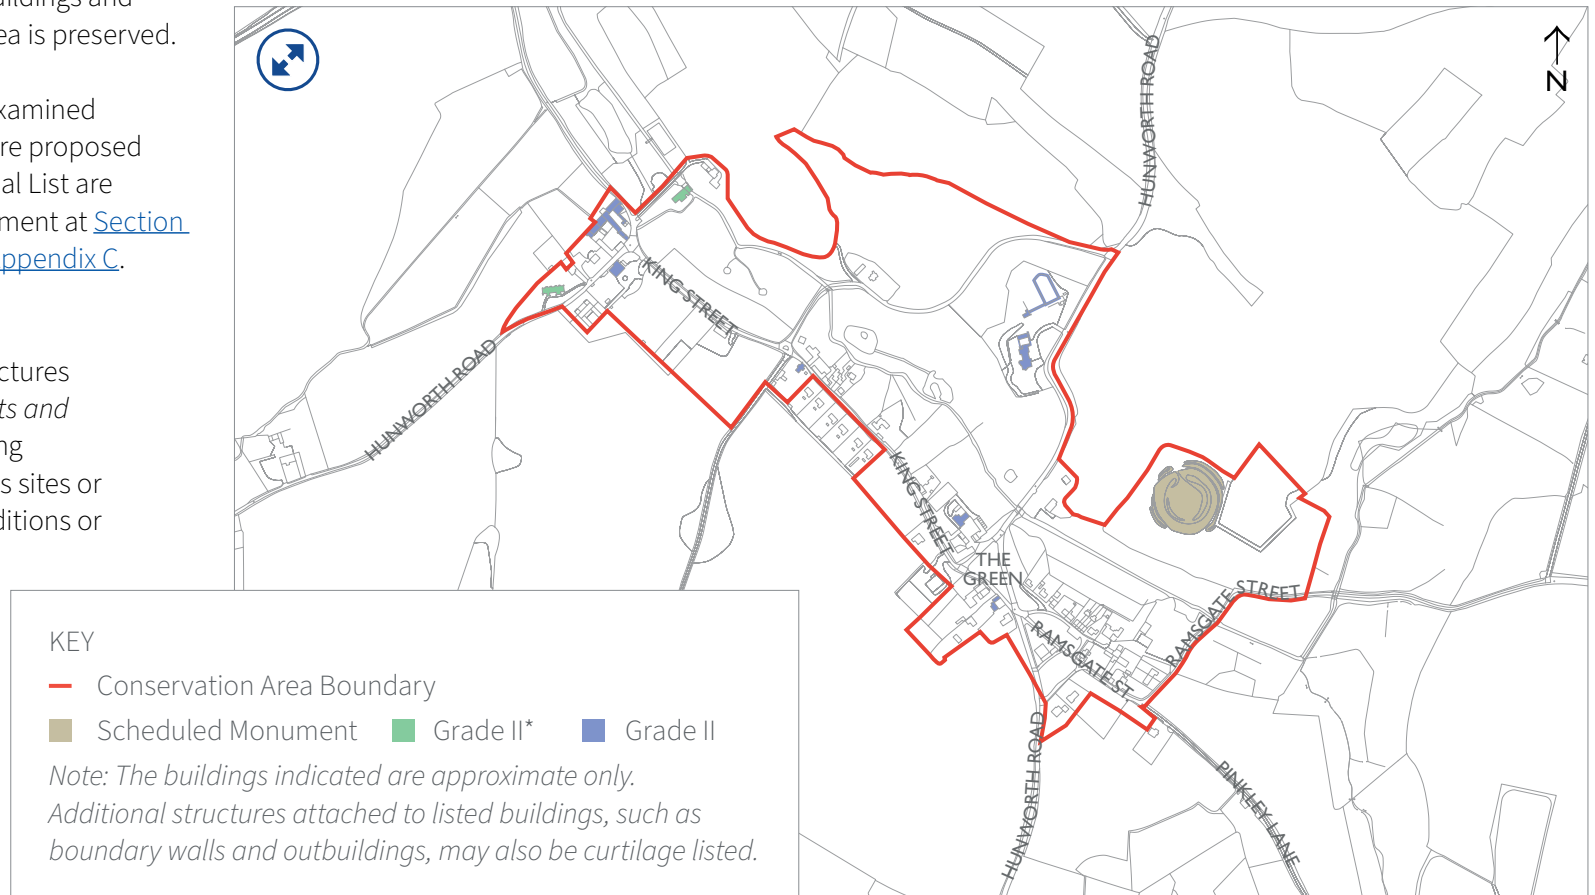 ildings and
ea is preserved.
xamined
re proposed
al List are
ment at Section
ppendix C.
ctures
ts and
ing
s sites or
ditions or
N
HUNWORTH ROAD
KING STREET
HUNWORTH ROAD
KING STREET
THE
GREEN
RAMSGATE STREET
RAMSGATE ST
HUNWORTH ROAD
PINKLEY LANE
KEY
Conservation Area Boundary
Scheduled Monument Grade II* Grade II
Note: The buildings indicated are approximate only.
Additional structures attached to listed buildings, such as
boundary walls and outbuildings, may also be curtilage listed.